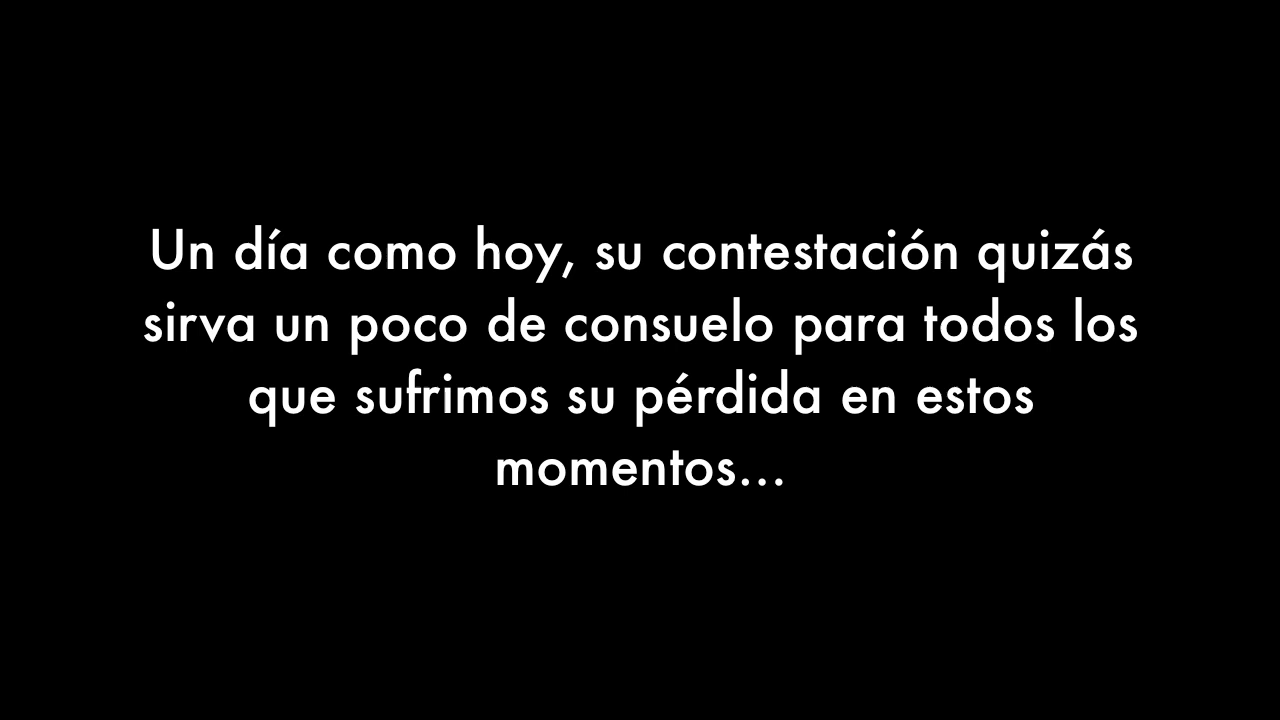 Un día como hoy, su contestación quizás
sirva un poco de consuelo para todos los
que sufrimos su pérdida en estos
momentos...